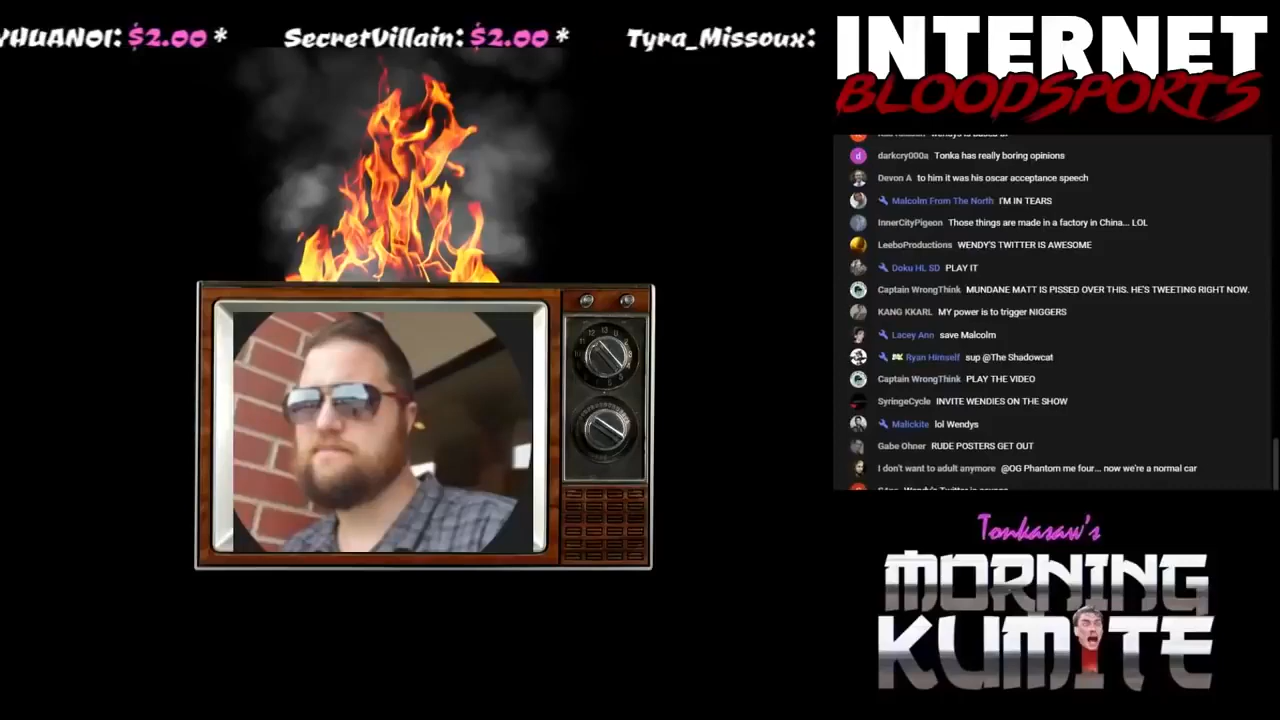 YHUANOI: $2.00 * SecretVillain: $2.00 * Tyra_Missoux:
INTERNET
BLOODSPORTS
darkcry000a Tonka has really boring opinions
Devon A to him it was his oscar acceptance speech
Malcolm From The North I'M IN TEARS
InnerCityPigeon Those things are made in a factory in China... LOL
LeeboProductions WENDY'S TWITTER IS AWESOME
Doku HL SD PLAY IT
Captain WrongThink MUNDANE MATT IS PISSED OVER THIS. HE'S TWEETING RIGHT NOW.
KANG KKARL MY power is to trigger NIGGERS
Lacey Ann save Malcolm
Ryan Himself sup @The Shadowcat
Captain WrongThink PLAY THE VIDEO
SyringeCycle INVITE WENDIES ON THE SHOW
Malickite lol Wendys
Gabe Ohner RUDE POSTERS GET OUT
I don't want to adult anymore @OG Phantom me four... now we're a normal car
Tonkasaw's
MORNING
KUMITE